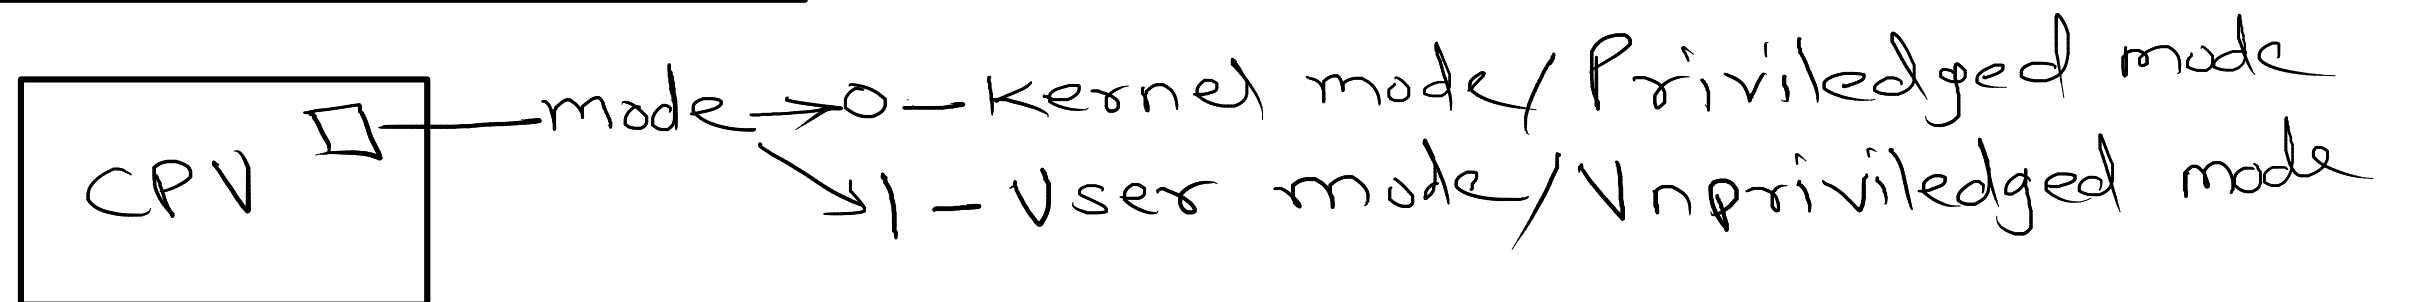 mode → 0 - Kernel mode / Priviledged mode
CPU
1 - User mode / Unpriviledged mode